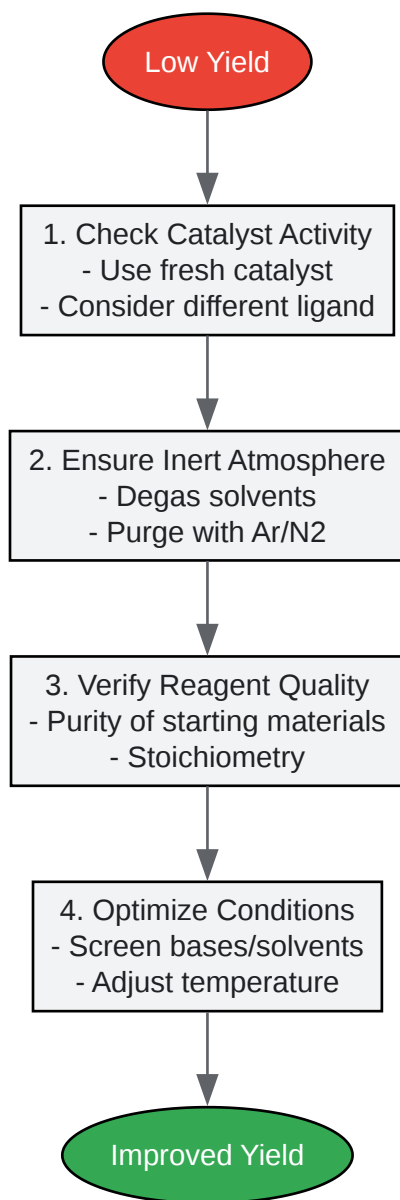 Low Yield
1. Check Catalyst Activity
- Use fresh catalyst
- Consider different ligand
2. Ensure Inert Atmosphere
- Degas solvents
- Purge with Ar/N2
3. Verify Reagent Quality
- Purity of starting materials
- Stoichiometry
4. Optimize Conditions
- Screen bases/solvents
- Adjust temperature
Improved Yield